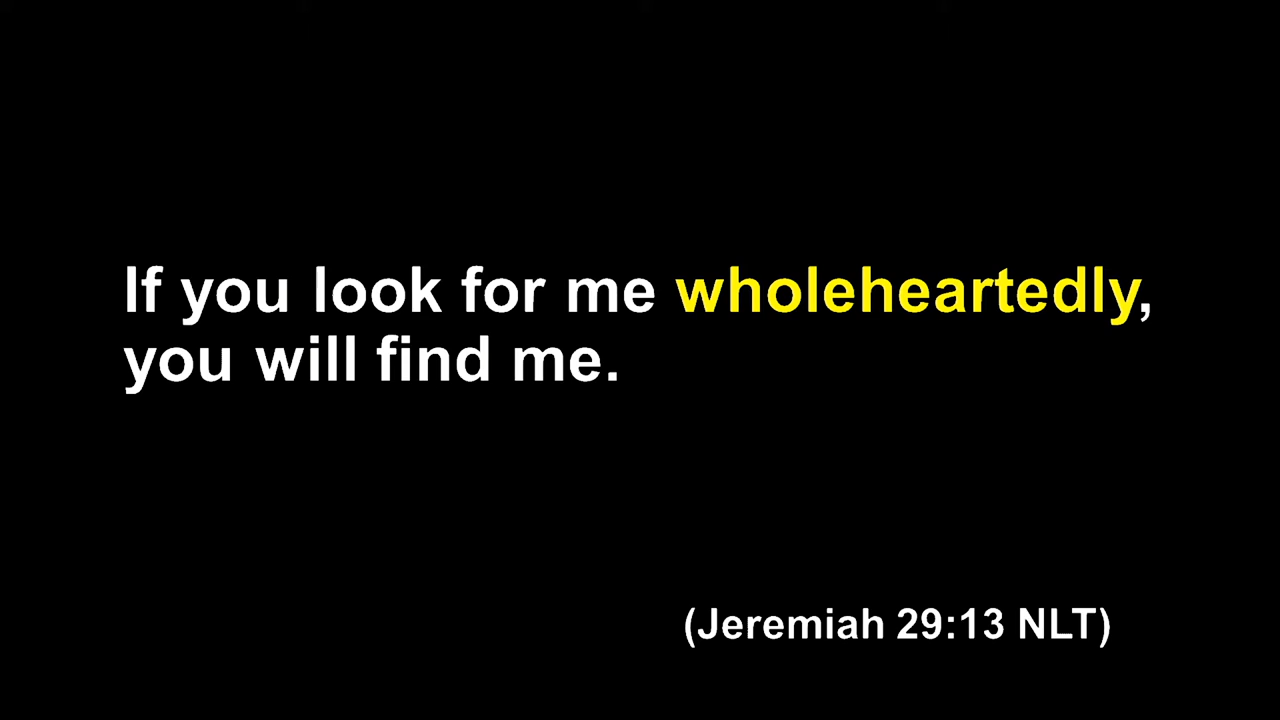 If you look for me wholeheartedly,
you will find me.
(Jeremiah 29:13 NLT)